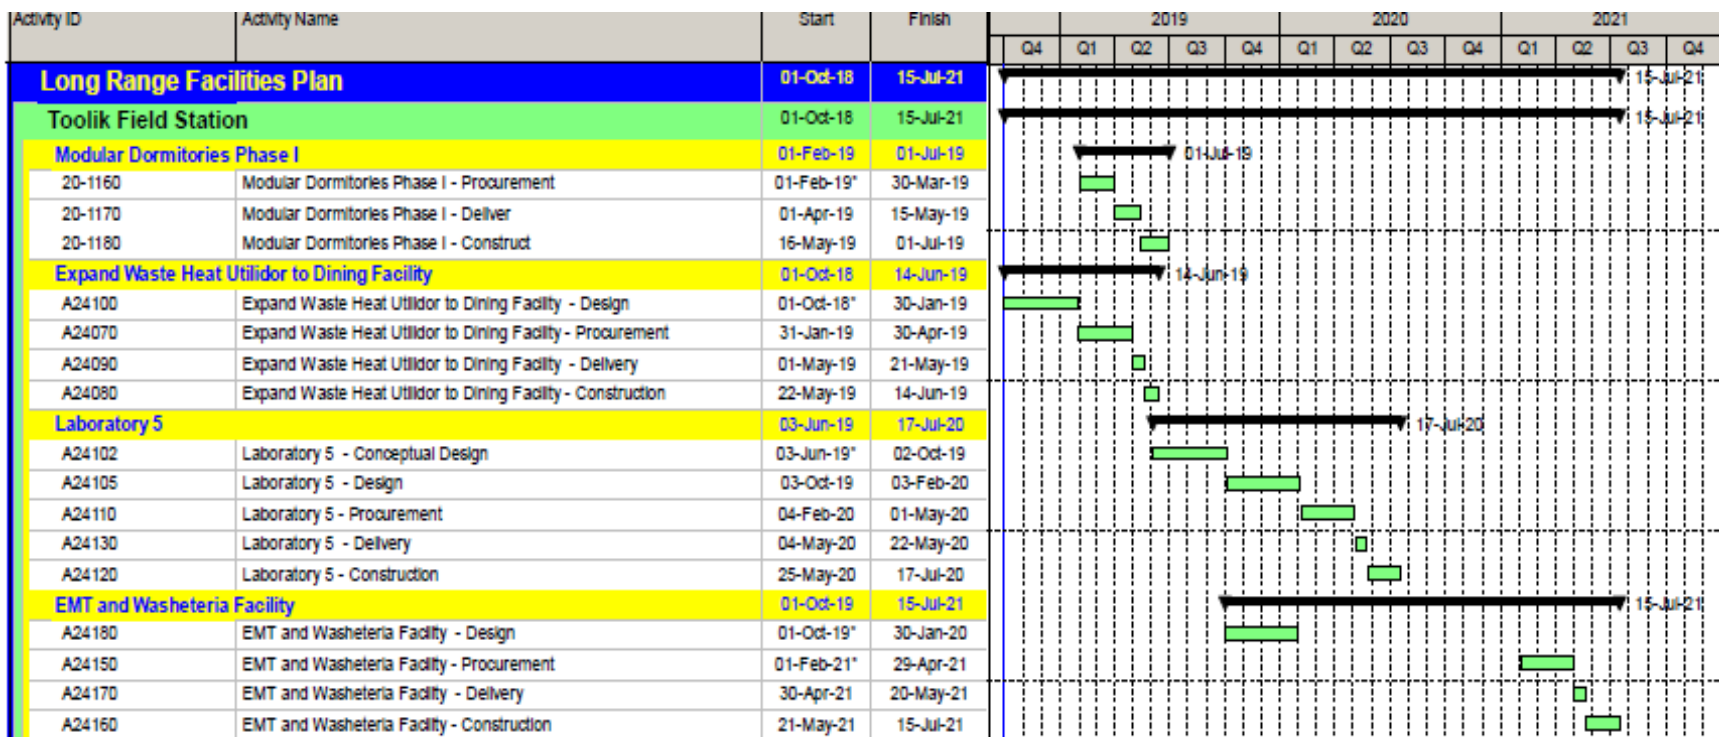 Activity ID Activity Name Start Finish 2019 2020 2021
Q4 Q1 Q2 Q3 Q4 Q1 Q2 Q3 Q4 Q1 Q2 Q3 Q4
Long Range Facilities Plan 01-Oct-18 15-Jul-21 15-Jul-21
Toolik Field Station 01-Oct-18 15-Jul-21 15-Jul-21
Modular Dormitories Phase I 01-Feb-19 01-Jul-19 01-Jul-19
20-1160 Modular Dormitories Phase I - Procurement 01-Feb-19* 30-Mar-19
20-1170 Modular Dormitories Phase I - Deliver 01-Apr-19 15-May-19
20-1180 Modular Dormitories Phase I - Construct 16-May-19 01-Jul-19
Expand Waste Heat Utilidor to Dining Facility 01-Oct-18 14-Jun-19 14-Jun-19
A24100 Expand Waste Heat Utilidor to Dining Facility - Design 01-Oct-18* 30-Jan-19
A24070 Expand Waste Heat Utilidor to Dining Facility - Procurement 31-Jan-19 30-Apr-19
A24090 Expand Waste Heat Utilidor to Dining Facility - Delivery 01-May-19 21-May-19
A24080 Expand Waste Heat Utilidor to Dining Facility - Construction 22-May-19 14-Jun-19
Laboratory 5 03-Jun-19 17-Jul-20 17-Jul-20
A24102 Laboratory 5 - Conceptual Design 03-Jun-19* 02-Oct-19
A24105 Laboratory 5 - Design 03-Oct-19 03-Feb-20
A24110 Laboratory 5 - Procurement 04-Feb-20 01-May-20
A24130 Laboratory 5 - Delivery 04-May-20 22-May-20
A24120 Laboratory 5 - Construction 25-May-20 17-Jul-20
EMT and Washeteria Facility 01-Oct-19 15-Jul-21 15-Jul-21
A24180 EMT and Washeteria Facility - Design 01-Oct-19* 30-Jan-20
A24150 EMT and Washeteria Facility - Procurement 01-Feb-21* 29-Apr-21
A24170 EMT and Washeteria Facility - Delivery 30-Apr-21 20-May-21
A24160 EMT and Washeteria Facility - Construction 21-May-21 15-Jul-21